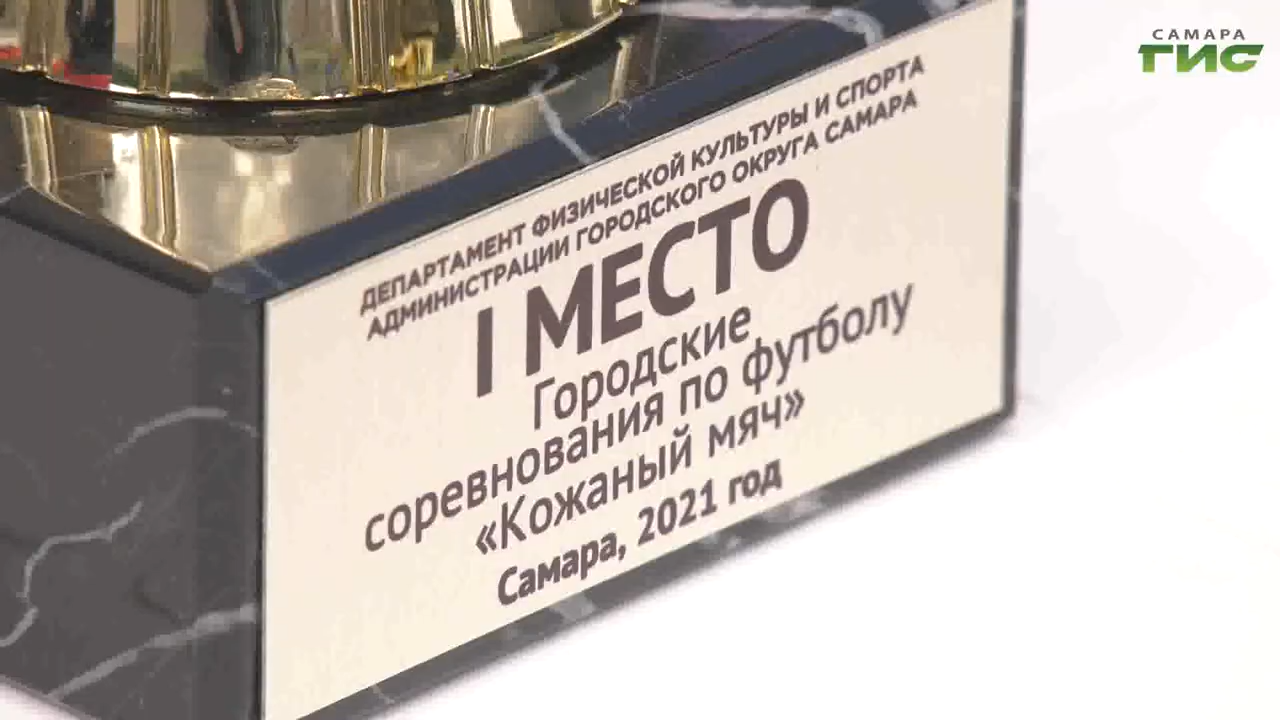 САМАРА
ГИС
ДЕПАРТАМЕНТ ФИЗИЧЕСКОЙ КУЛЬТУРЫ И СПОРТА
АДМИНИСТРАЦИИ ГОРОДСКОГО ОКРУГА САМАРА
I МЕСТО
Городские
соревнования по футболу
«Кожаный мяч»
Самара, 2021 год